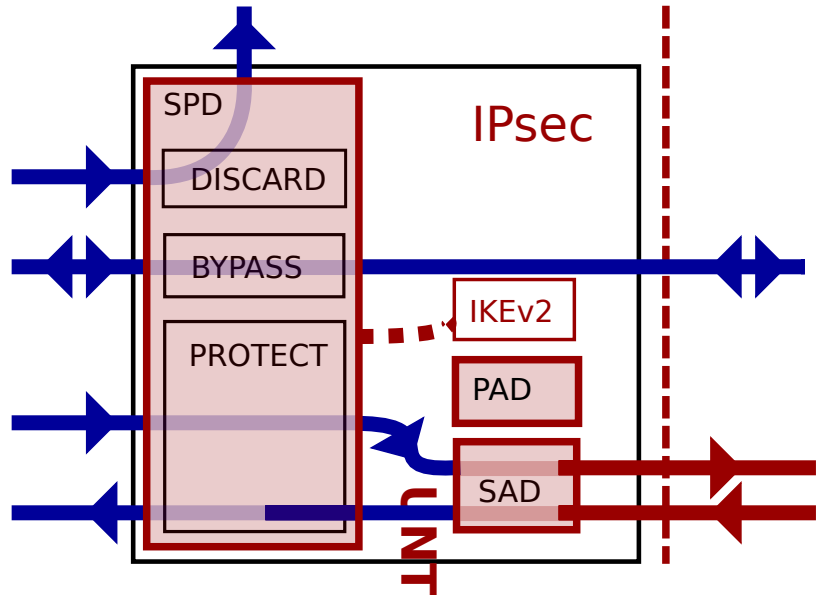 SPD
IPsec
DISCARD
BYPASS
IKEv2
PROTECT
PAD
SAD
UNT